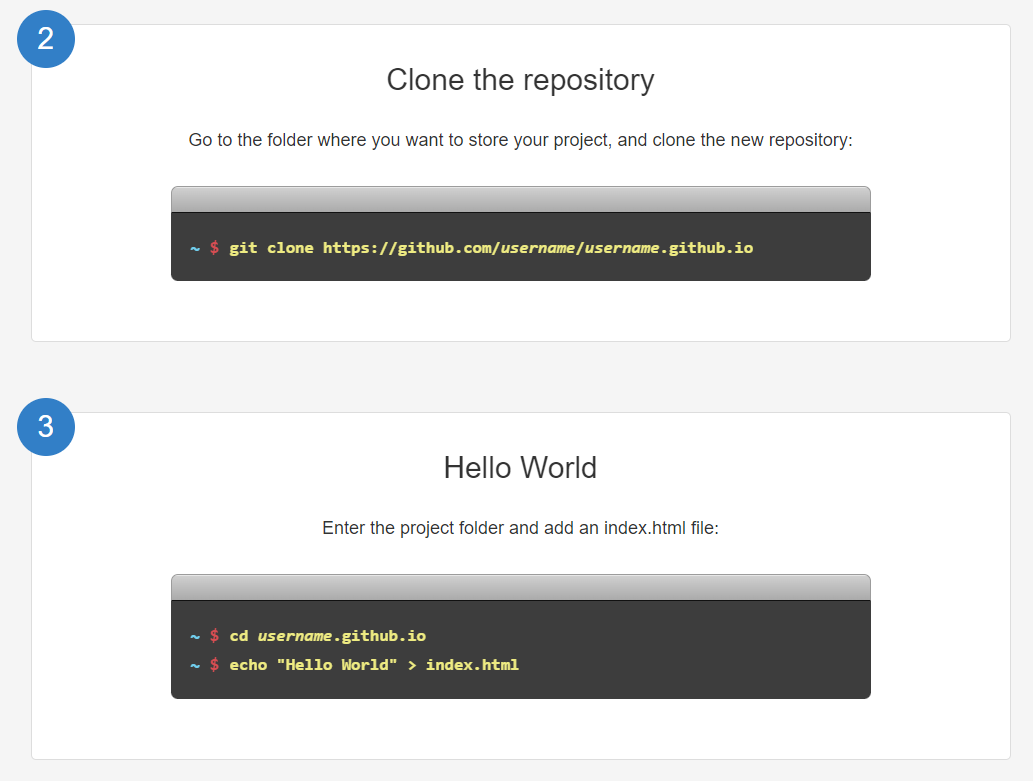 2
Clone the repository
Go to the folder where you want to store your project, and clone the new repository:
~ $ git clone https://github.com/username/username.github.io
3
Hello World
Enter the project folder and add an index.html file:
~ $ cd username.github.io
~ $ echo "Hello World" > index.html